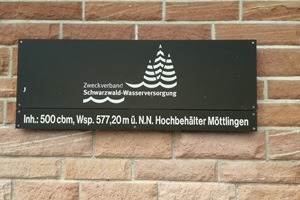 Zweckverband
Schwarzwald-Wasserversorgung
Inh.: 500 cbm, Wsp. 577,20 m ü. N.N. Hochbehälter Möttlingen